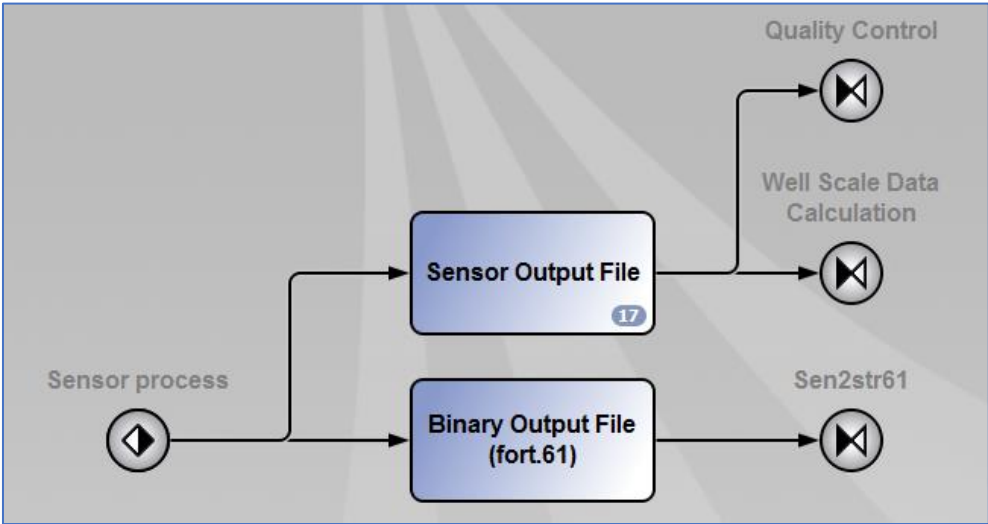 Quality Control
Well Scale Data
Calculation
Sensor Output File
17
Sensor process
Sen2str61
Binary Output File
(fort.61)